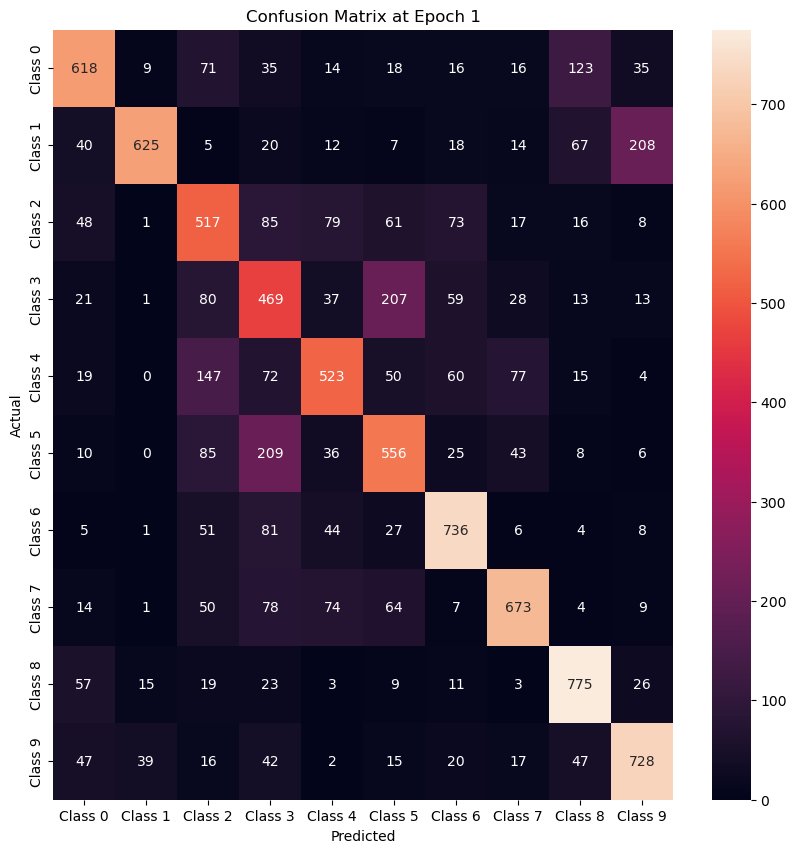 Confusion Matrix at Epoch 1
Class 0 618 9 71 35 14 18 16 16 123 35
Class 1 40 625 5 20 12 7 18 14 67 208
Class 2 48 1 517 85 79 61 73 17 16 8
Class 3 21 1 80 469 37 207 59 28 13 13
Class 4 19 0 147 72 523 50 60 77 15 4
Class 5 10 0 85 209 36 556 25 43 8 6
Class 6 5 1 51 81 44 27 736 6 4 8
Class 7 14 1 50 78 74 64 7 673 4 9
Class 8 57 15 19 23 3 9 11 3 775 26
Class 9 47 39 16 42 2 15 20 17 47 728
Class 0 Class 1 Class 2 Class 3 Class 4 Class 5 Class 6 Class 7 Class 8 Class 9
Predicted
Actual
700
600
500
400
300
200
100
0